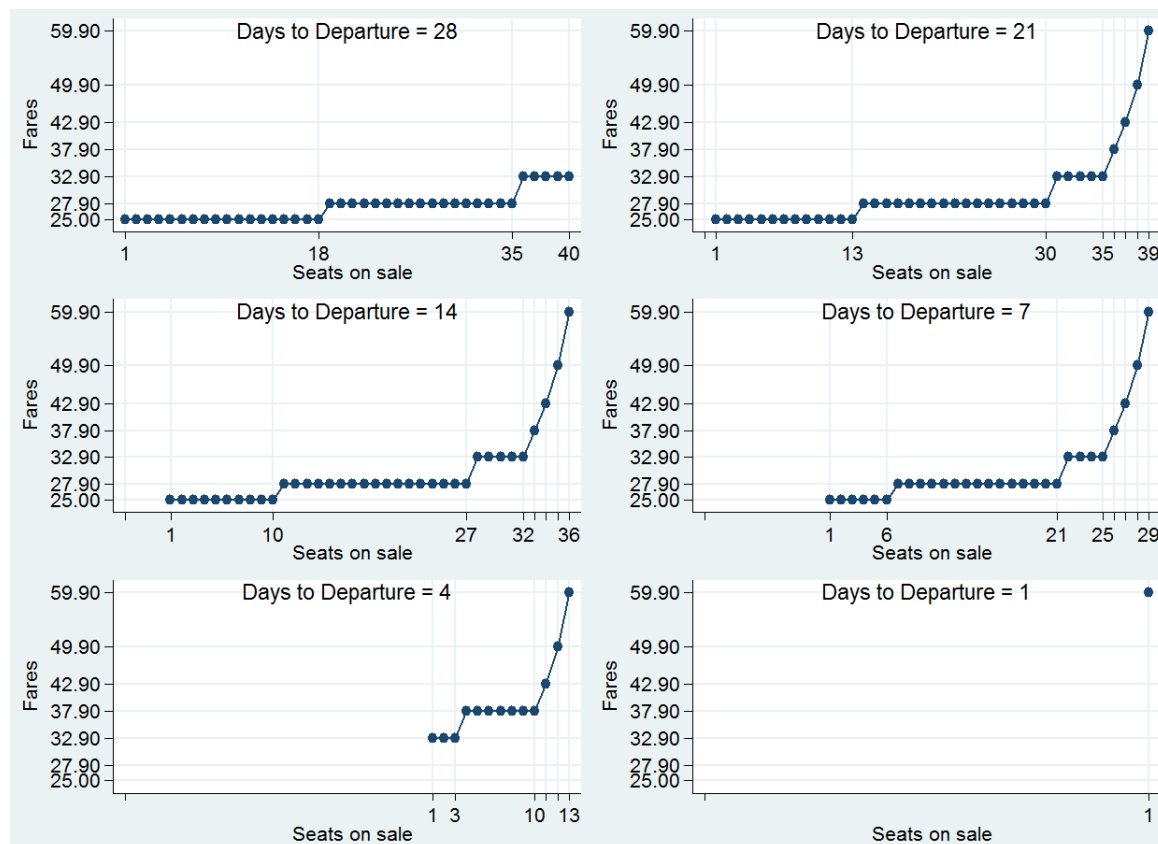 Days to Departure = 28
59.90
49.90
42.90
37.90
32.90
27.90
25.00
Fares
1 18 35 40
Seats on sale
Days to Departure = 21
59.90
49.90
42.90
37.90
32.90
27.90
25.00
Fares
1 13 30 35 39
Seats on sale
Days to Departure = 14
59.90
49.90
42.90
37.90
32.90
27.90
25.00
Fares
1 10 27 32 36
Seats on sale
Days to Departure = 7
59.90
49.90
42.90
37.90
32.90
27.90
25.00
Fares
1 6 21 25 29
Seats on sale
Days to Departure = 4
59.90
49.90
42.90
37.90
32.90
27.90
25.00
Fares
1 3 10 13
Seats on sale
Days to Departure = 1
59.90
49.90
42.90
37.90
32.90
27.90
25.00
Fares
1
Seats on sale